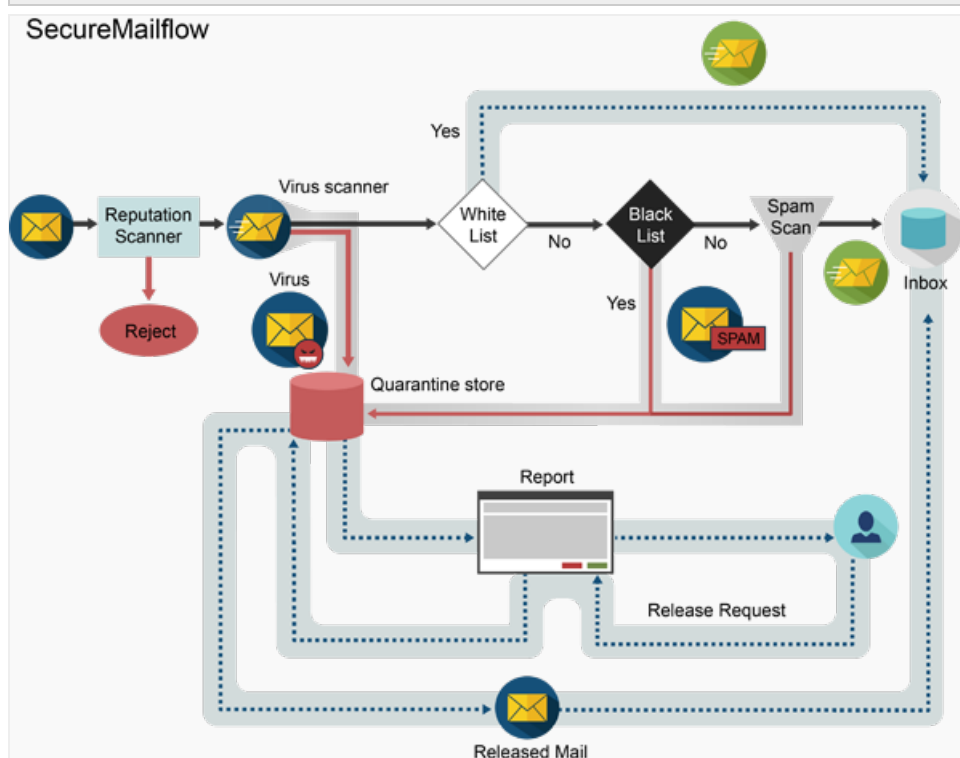 SecureMailflow
Yes
Virus scanner
Reputation
Scanner
White
List
No
Black
List
No
Spam
Scan
Inbox
Reject
Virus
Yes
SPAM
Quarantine store
Report
Release Request
Released Mail